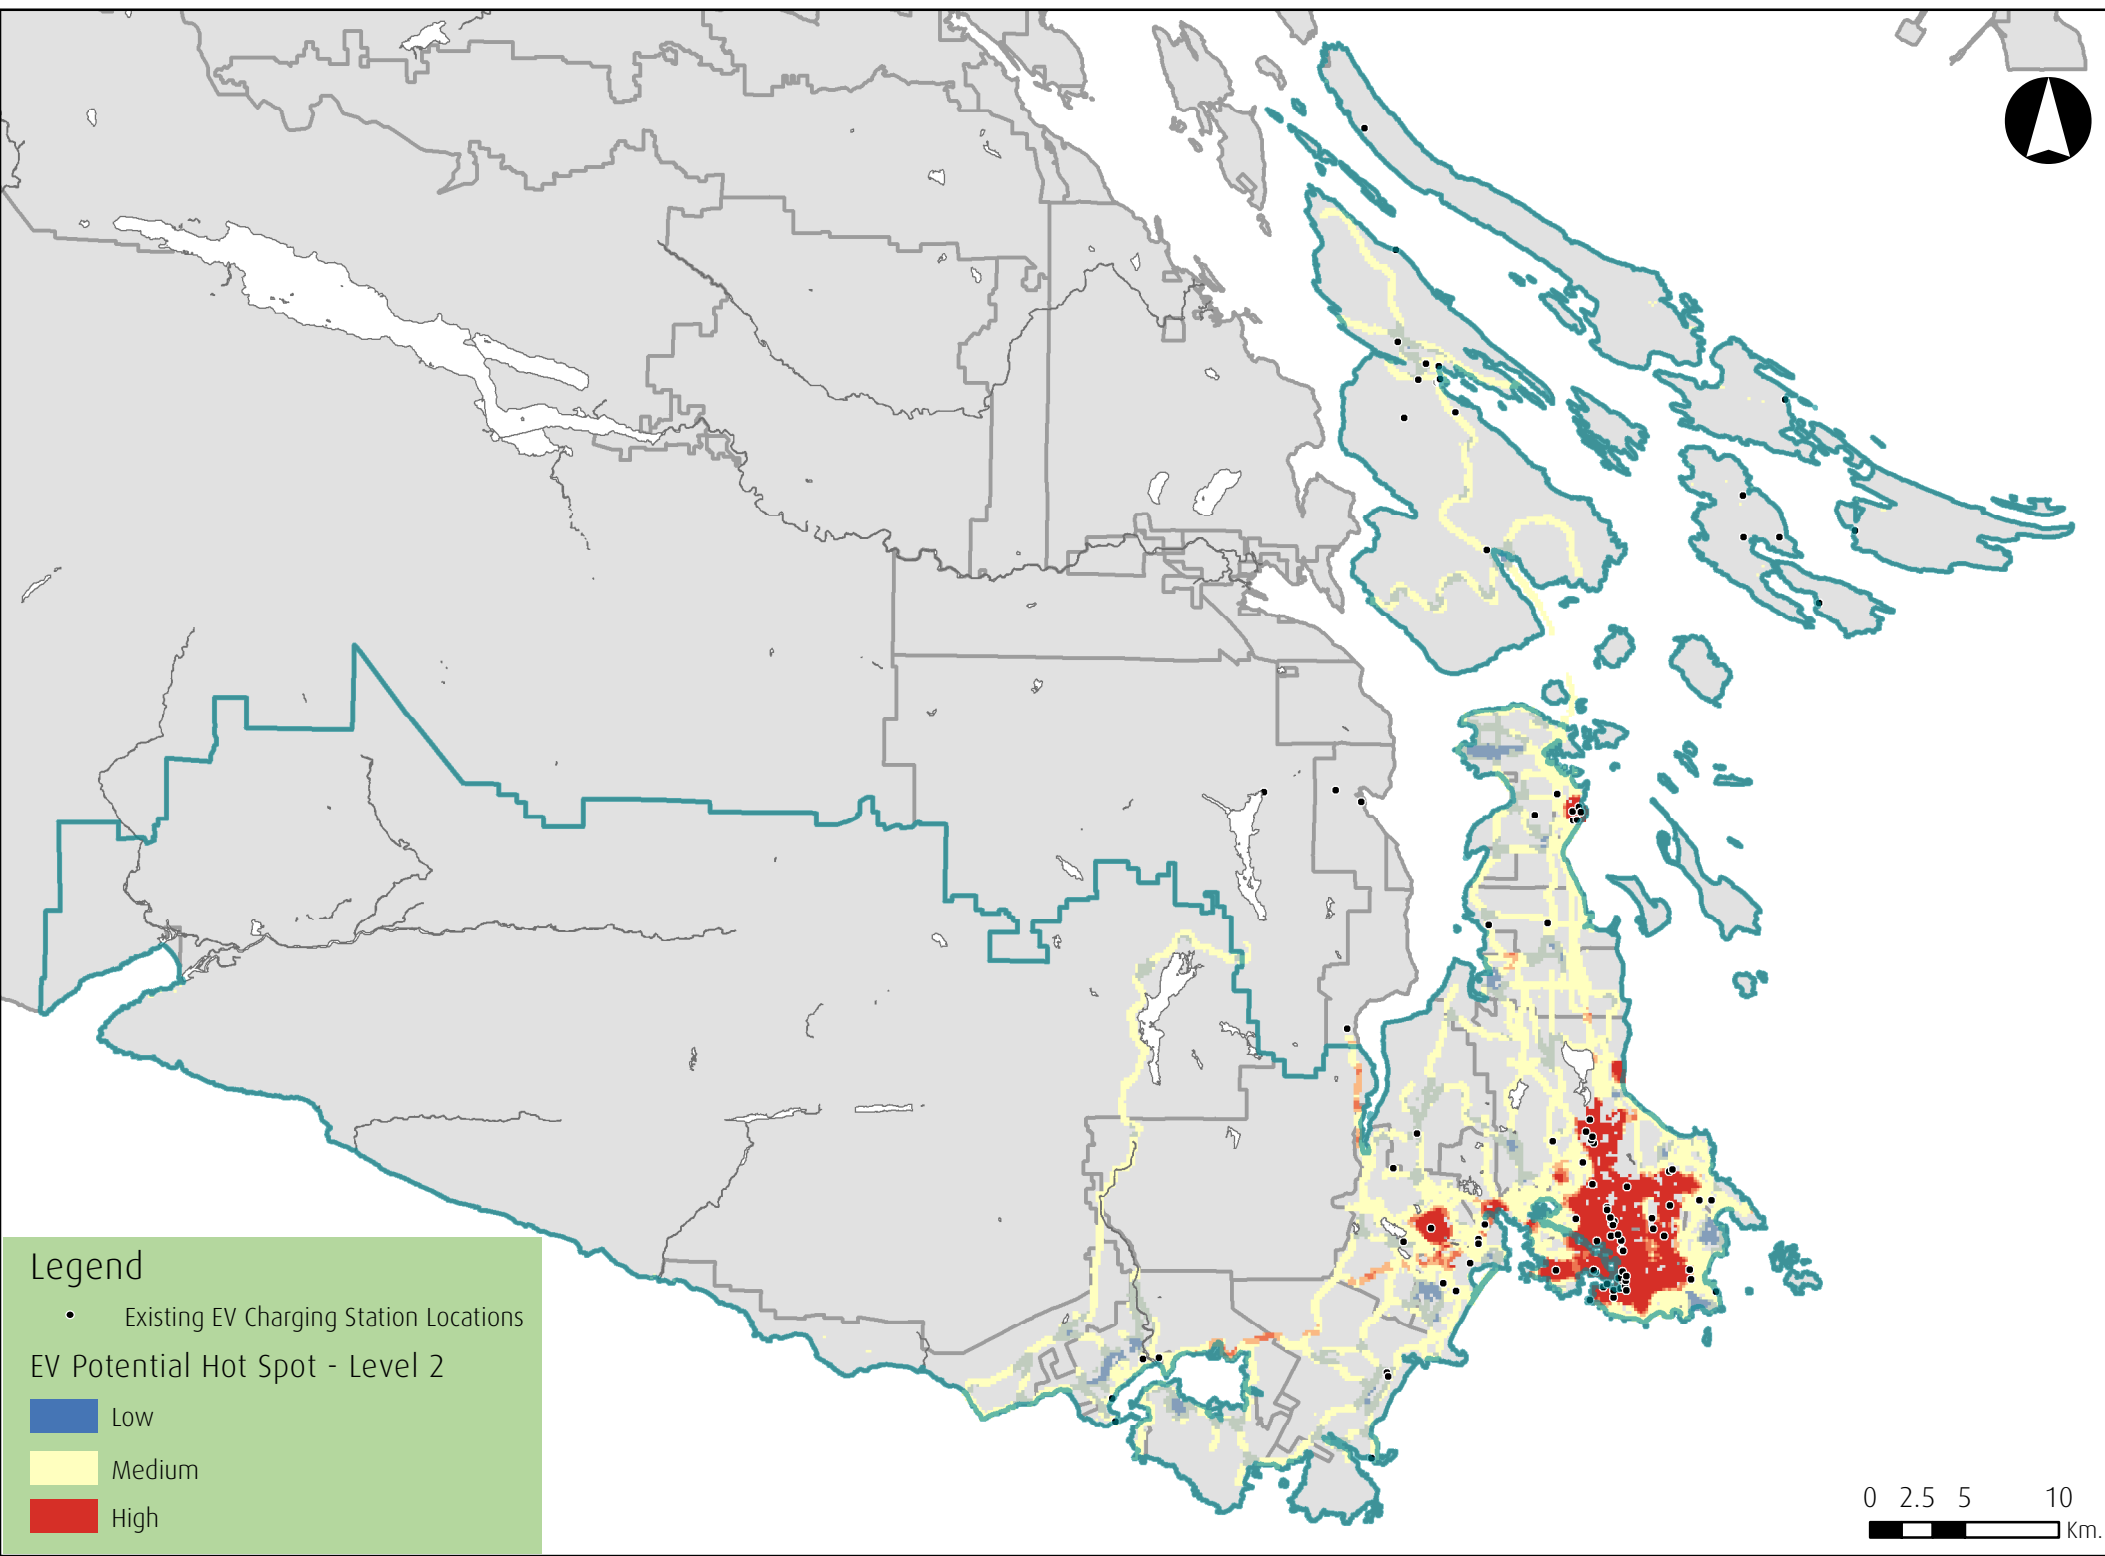 Legend
Existing EV Charging Station Locations
EV Potential Hot Spot - Level 2
Low
Medium
High
0 2.5 5 10
Km.